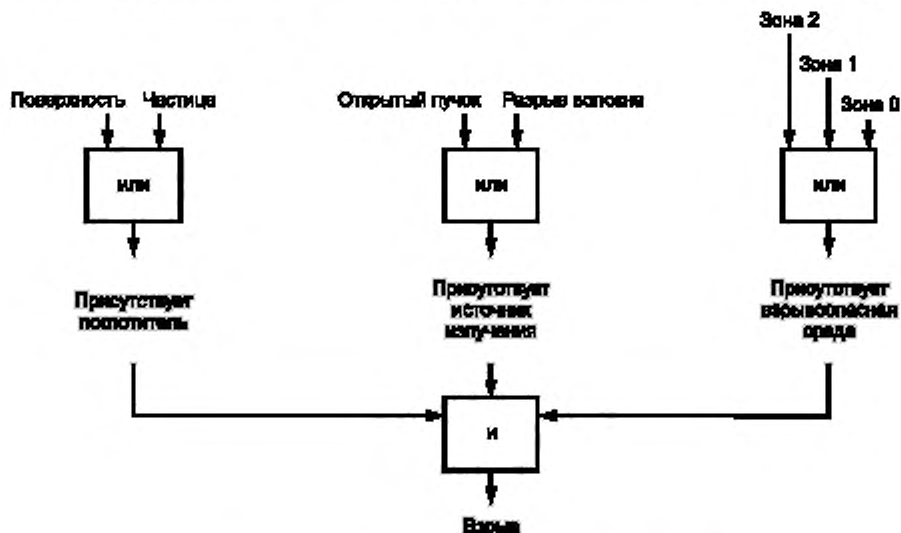 Зона 2
Зона 1
Зона 0
Поверхность Частица
Открытый пучок Разрыв волокна
или
или
или
Присутствует
поглотитель
Присутствует
источник
излучения
Присутствует
взрывоопасная
среда
и
Взрыв